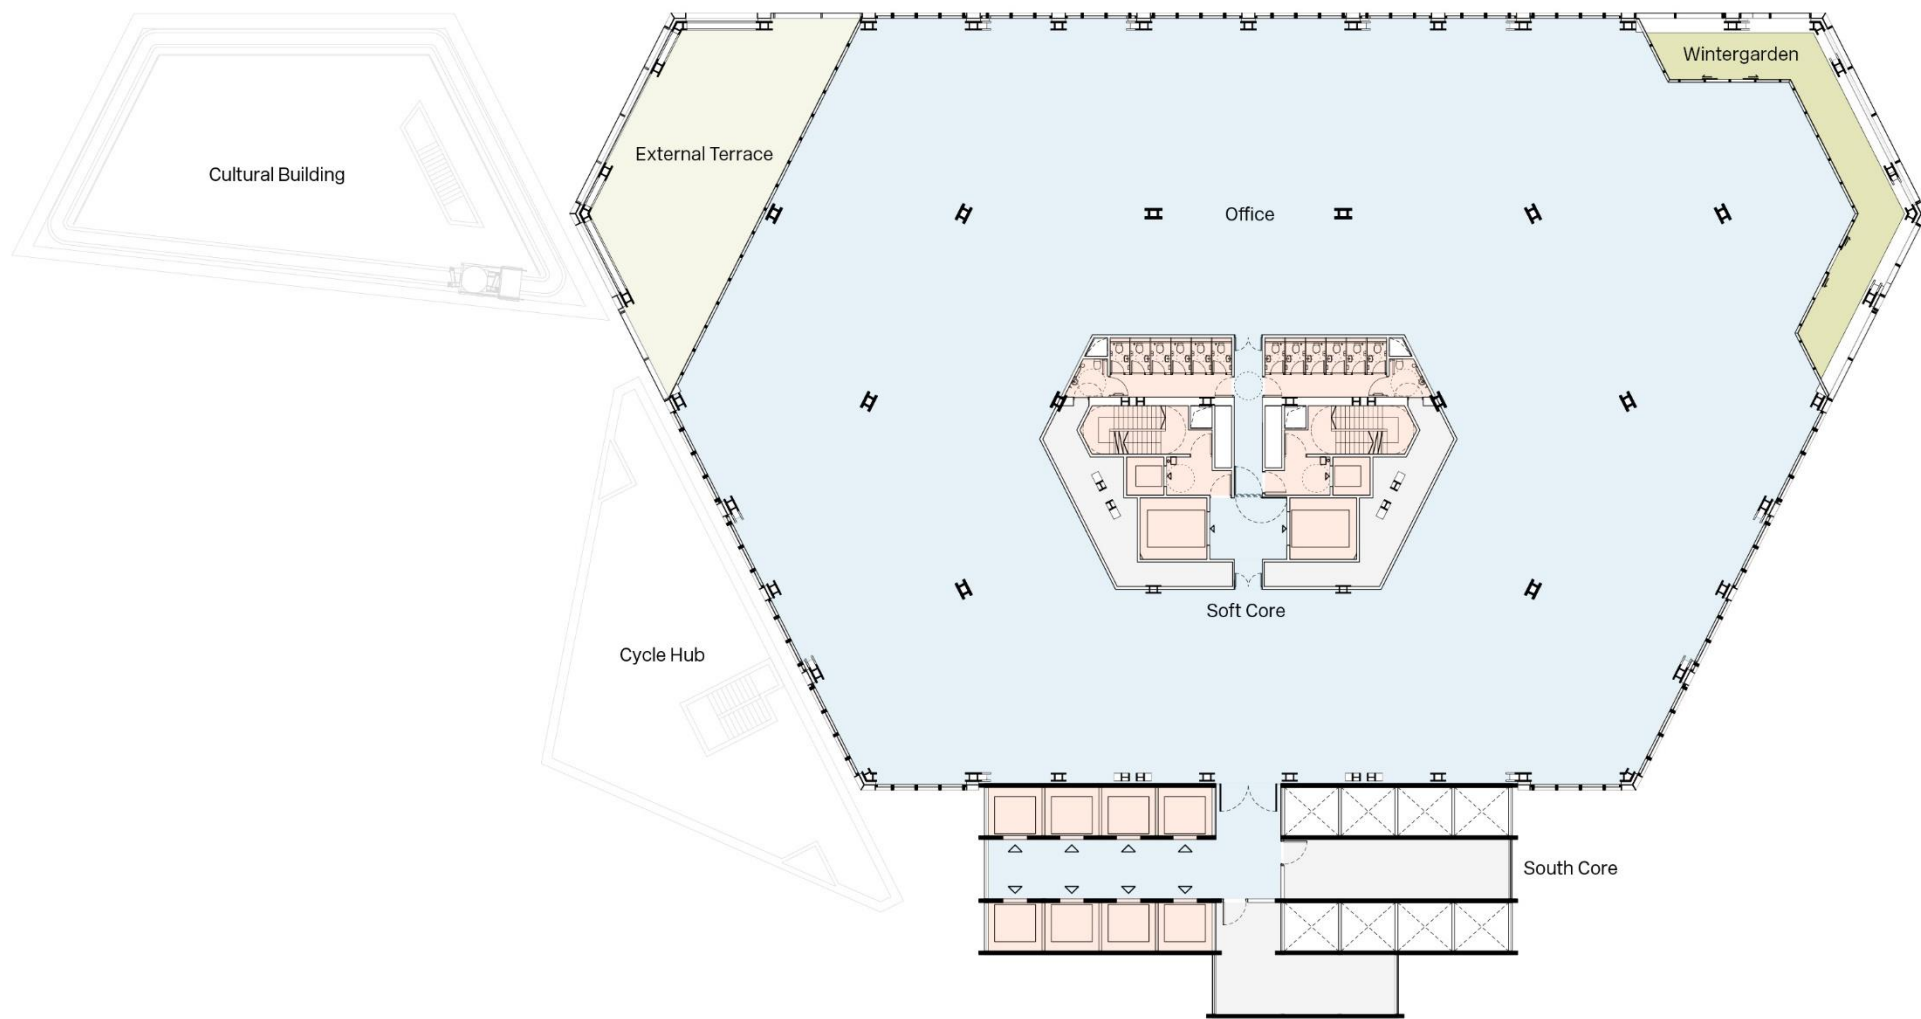 Wintergarden
External Terrace
Cultural Building
Office
Soft Core
Cycle Hub
South Core